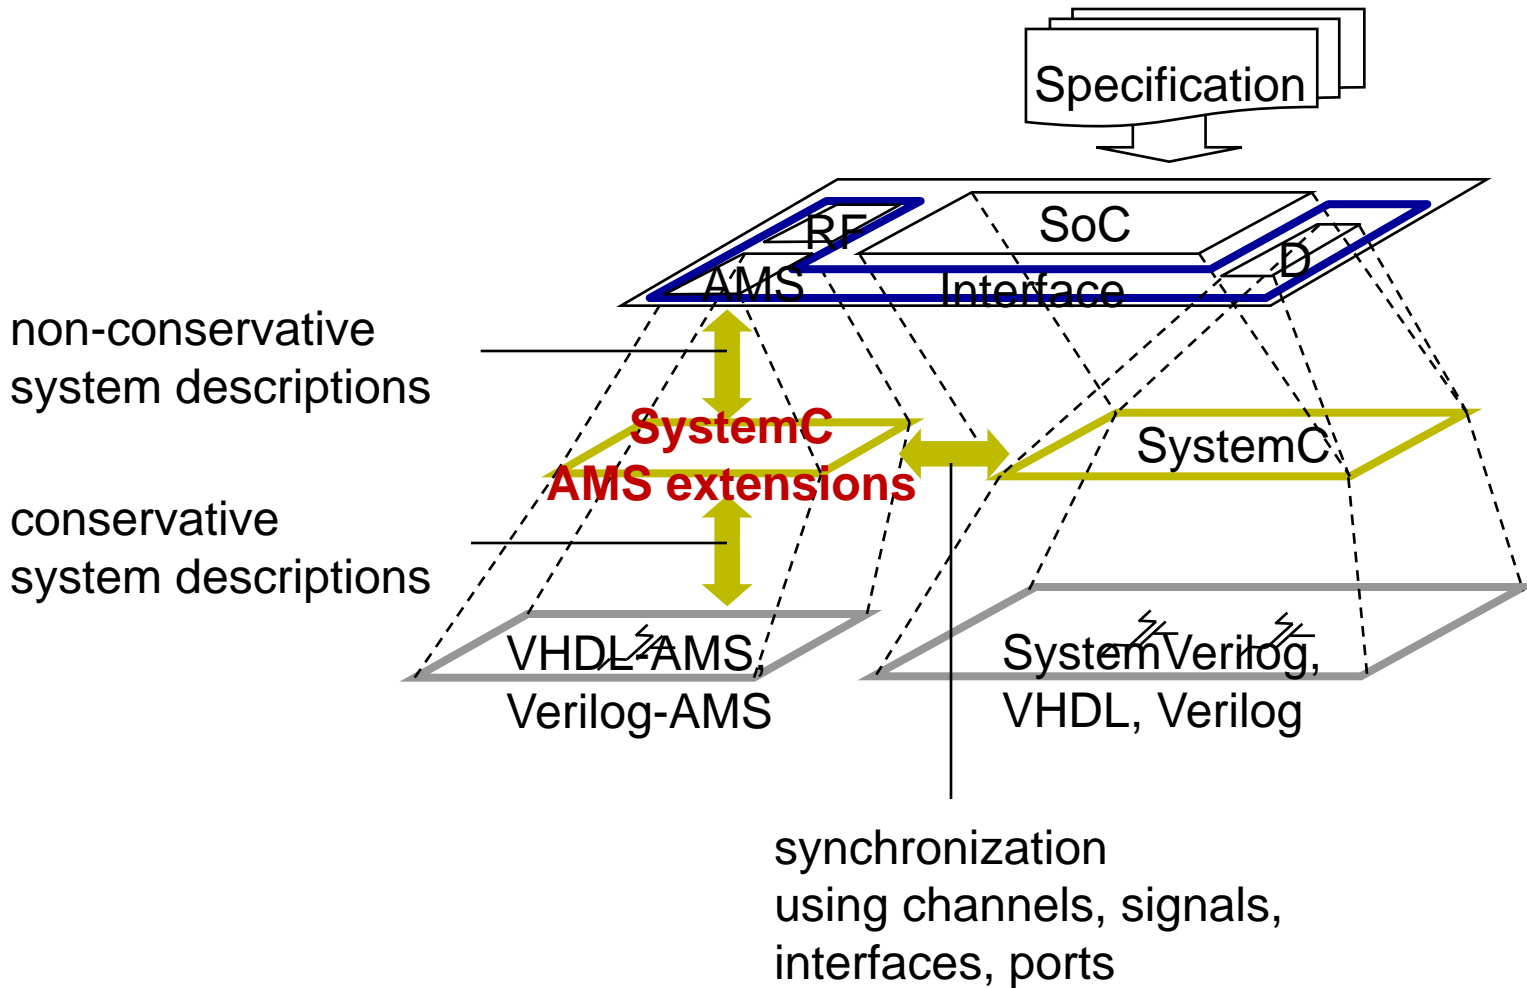 Specification
RF
SoC
D
AMS
Interface
non-conservative
system descriptions
SystemC
AMS extensions
SystemC
conservative
system descriptions
VHDL-AMS,
Verilog-AMS
SystemVerilog,
VHDL, Verilog
synchronization
using channels, signals,
interfaces, ports